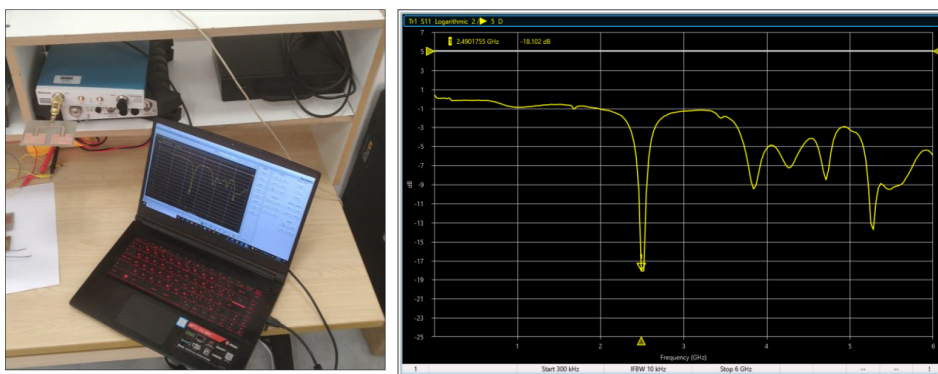 Tr1 S11 Logarithmic 2 / 5 D
1 2.4901755 GHz -18.102 dB
7
5
3
1
-1
-3
-5
-7
-9
-11
-13
-15
-17
-19
-21
-23
-25
dB
1 2 3 4 5 6
Frequency (GHz)
1 Start 300 kHz IFBW 10 kHz Stop 6 GHz -- -- !